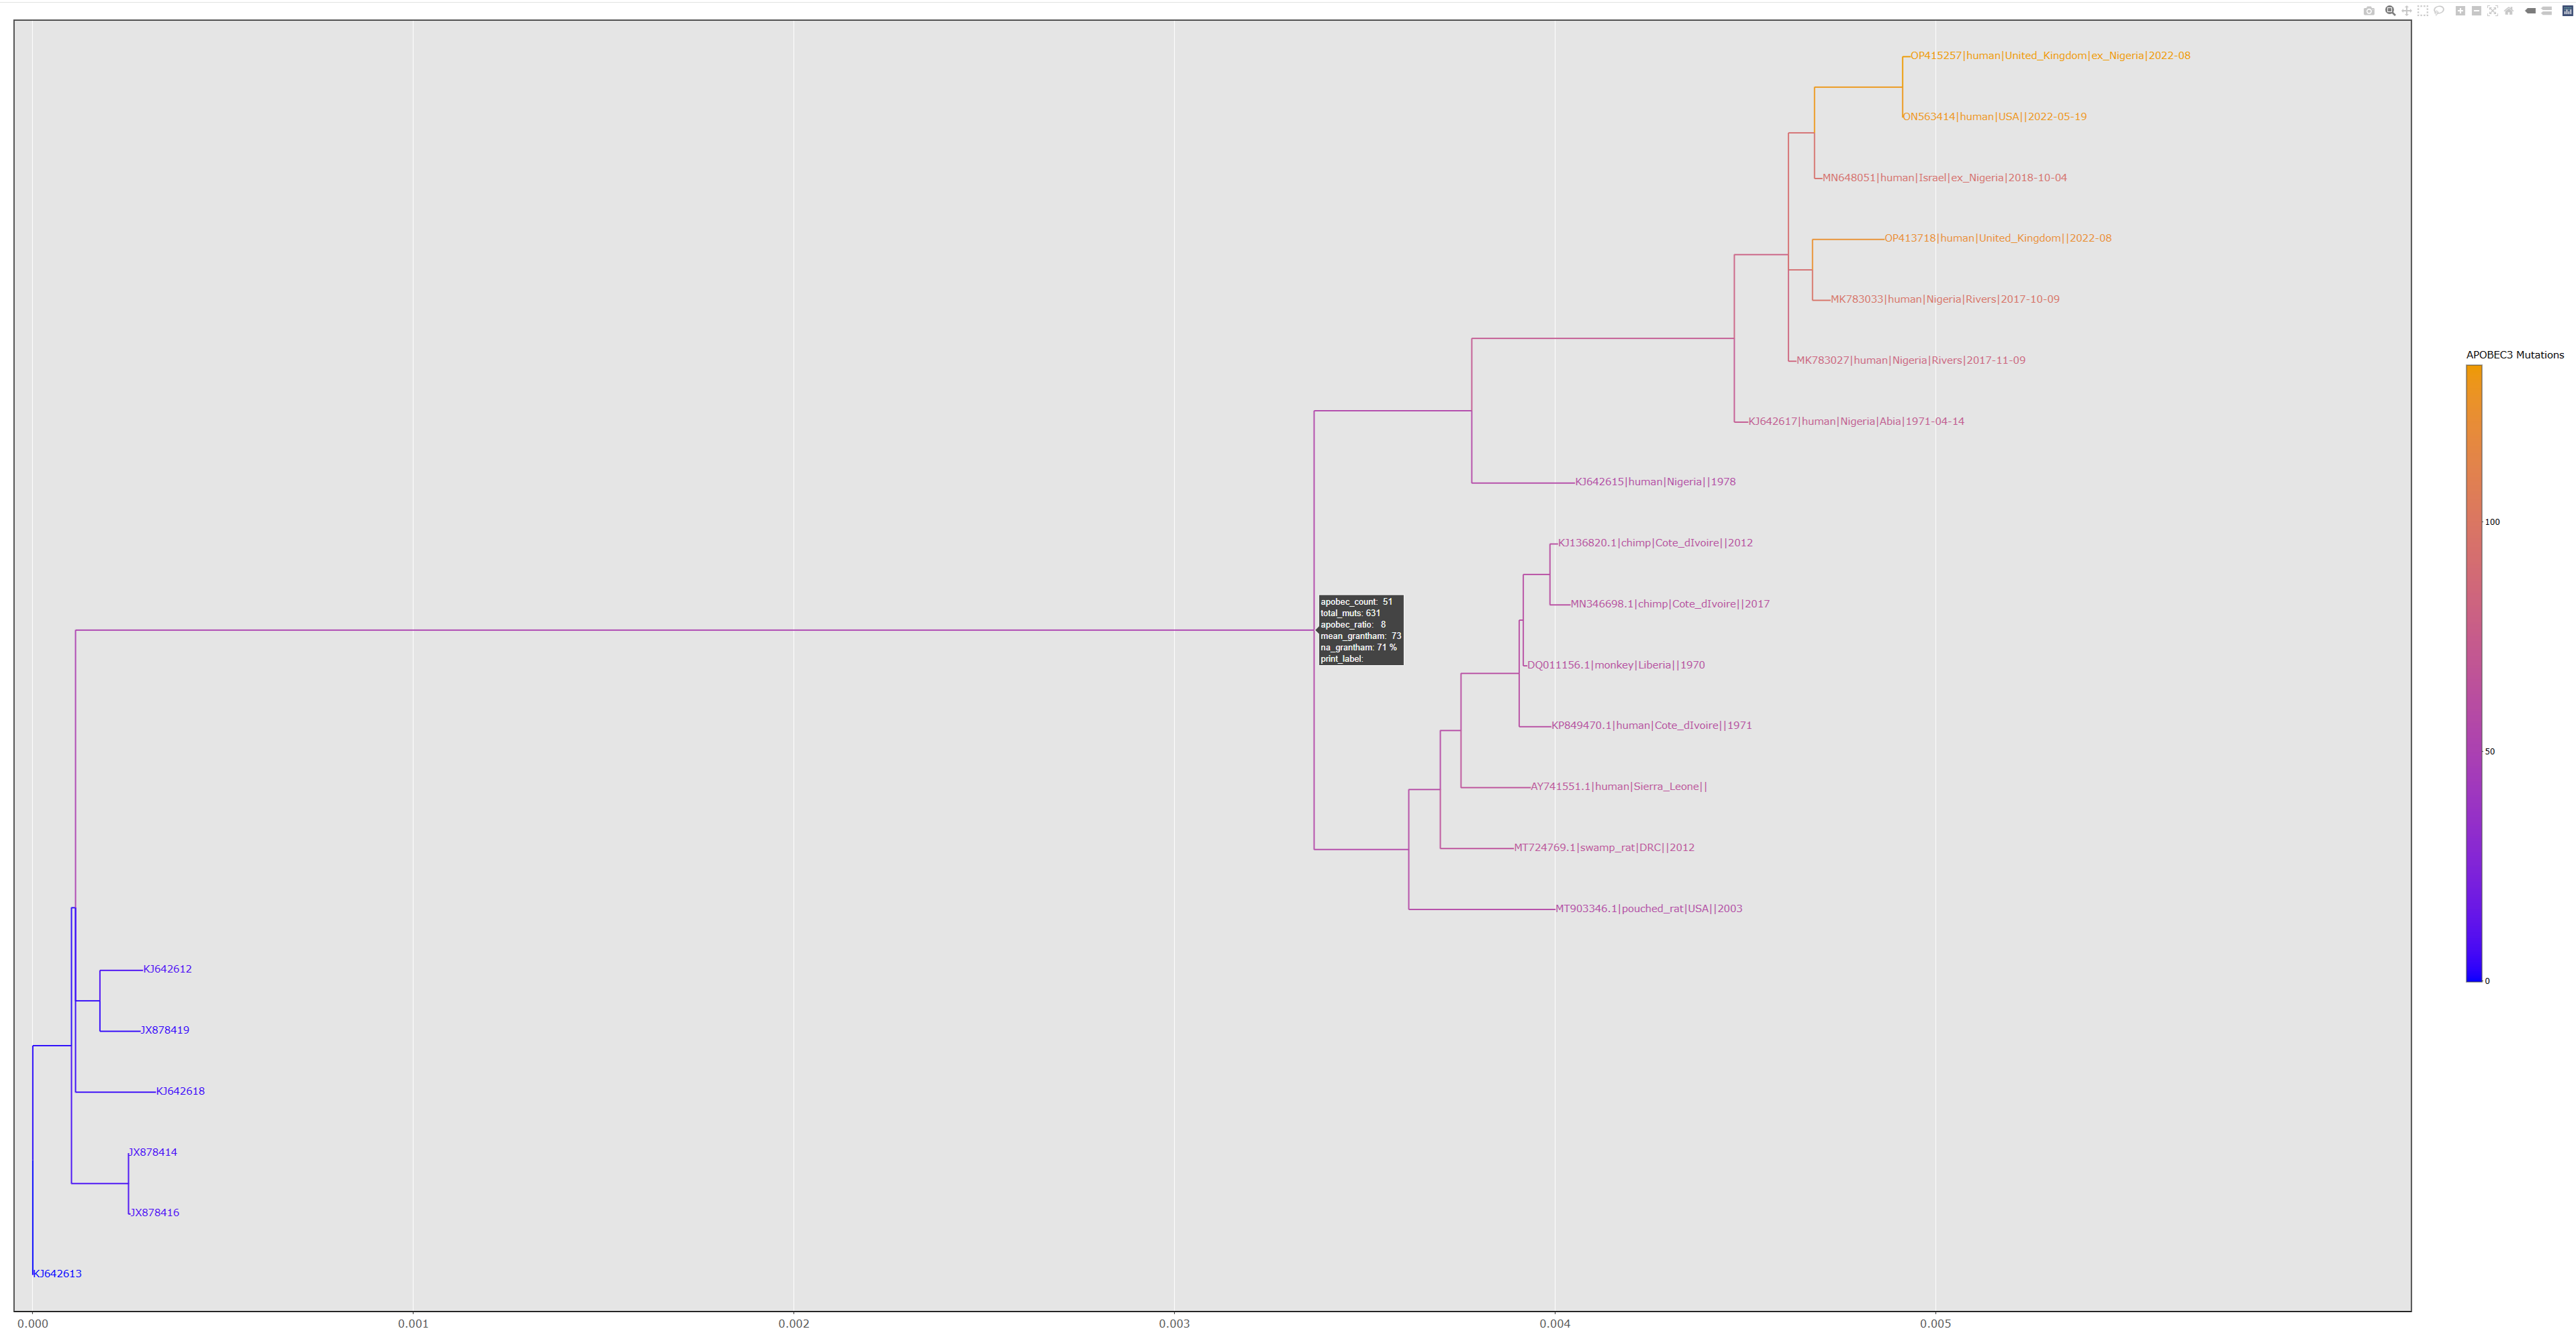 OP415257|human|United_Kingdom|ex_Nigeria|2022-08
ON563414|human|USA||2022-05-19
MN648051|human|Israel|ex_Nigeria|2018-10-04
OP413718|human|United_Kingdom||2022-08
MK783033|human|Nigeria|Rivers|2017-10-09
MK783027|human|Nigeria|Rivers|2017-11-09
KJ642617|human|Nigeria|Abia|1971-04-14
KJ642615|human|Nigeria||1978
KJ136820.1|chimp|Cote_dIvoire||2012
MN346698.1|chimp|Cote_dIvoire||2017
DQ011156.1|monkey|Liberia||1970
KP849470.1|human|Cote_dIvoire||1971
AY741551.1|human|Sierra_Leone||
MT724769.1|swamp_rat|DRC||2012
MT903346.1|pouched_rat|USA||2003
apobec_count: 51
total_muts: 631
apobec_ratio: 8
mean_grantham: 73
na_grantham: 71 %
print_label:
KJ642612
JX878419
KJ642618
JX878414
JX878416
KJ642613
0.000
0.001
0.002
0.003
0.004
0.005
APOBEC3 Mutations
100
50
0